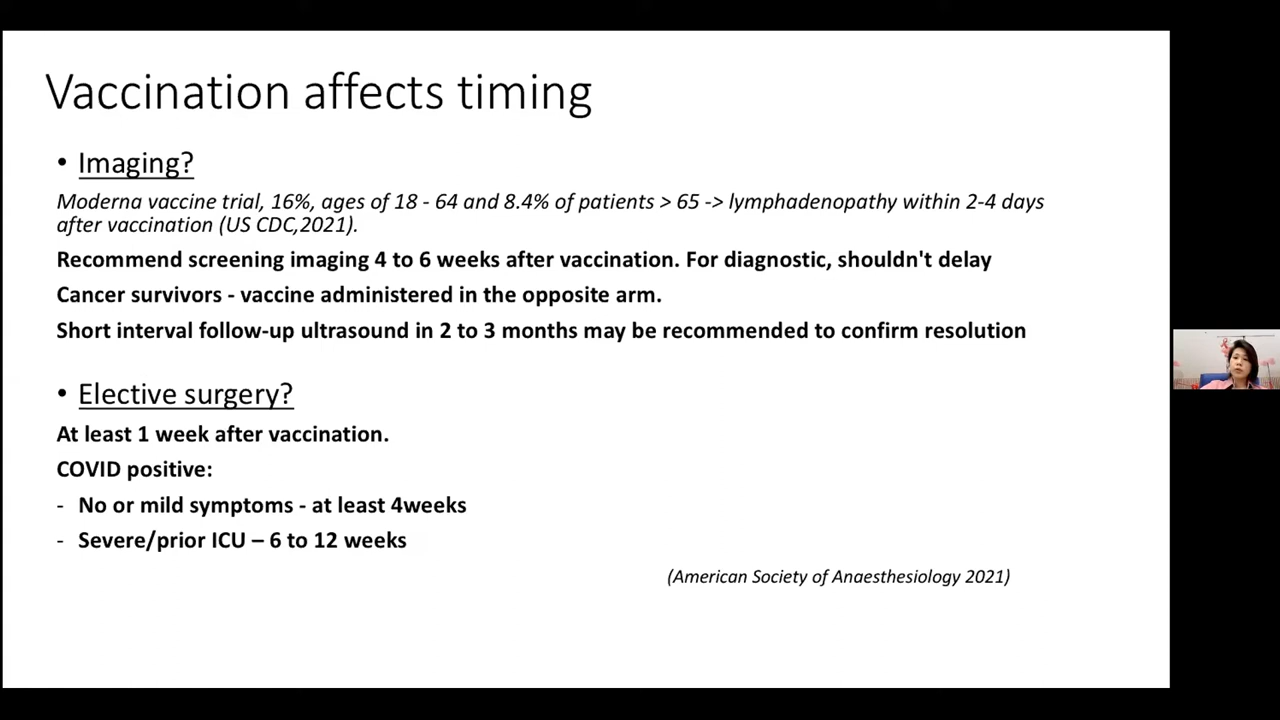 Vaccination affects timing
• Imaging?
Moderna vaccine trial, 16%, ages of 18 - 64 and 8.4% of patients > 65 -> lymphadenopathy within 2-4 days
after vaccination (US CDC,2021).
Recommend screening imaging 4 to 6 weeks after vaccination. For diagnostic, shouldn't delay
Cancer survivors - vaccine administered in the opposite arm.
Short interval follow-up ultrasound in 2 to 3 months may be recommended to confirm resolution
• Elective surgery?
At least 1 week after vaccination.
COVID positive:
- No or mild symptoms - at least 4weeks
- Severe/prior ICU – 6 to 12 weeks
(American Society of Anaesthesiology 2021)